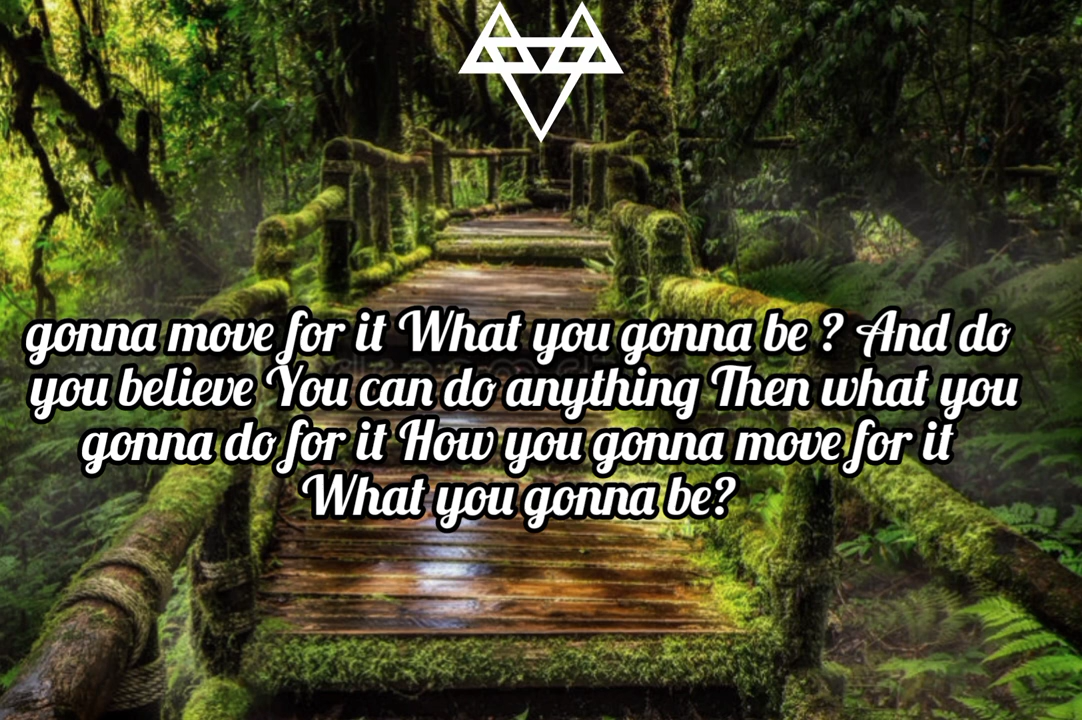 gonna move for it What you gonna be ? And do
you believe You can do anything Then what you
gonna do for it How you gonna move for it
What you gonna be?